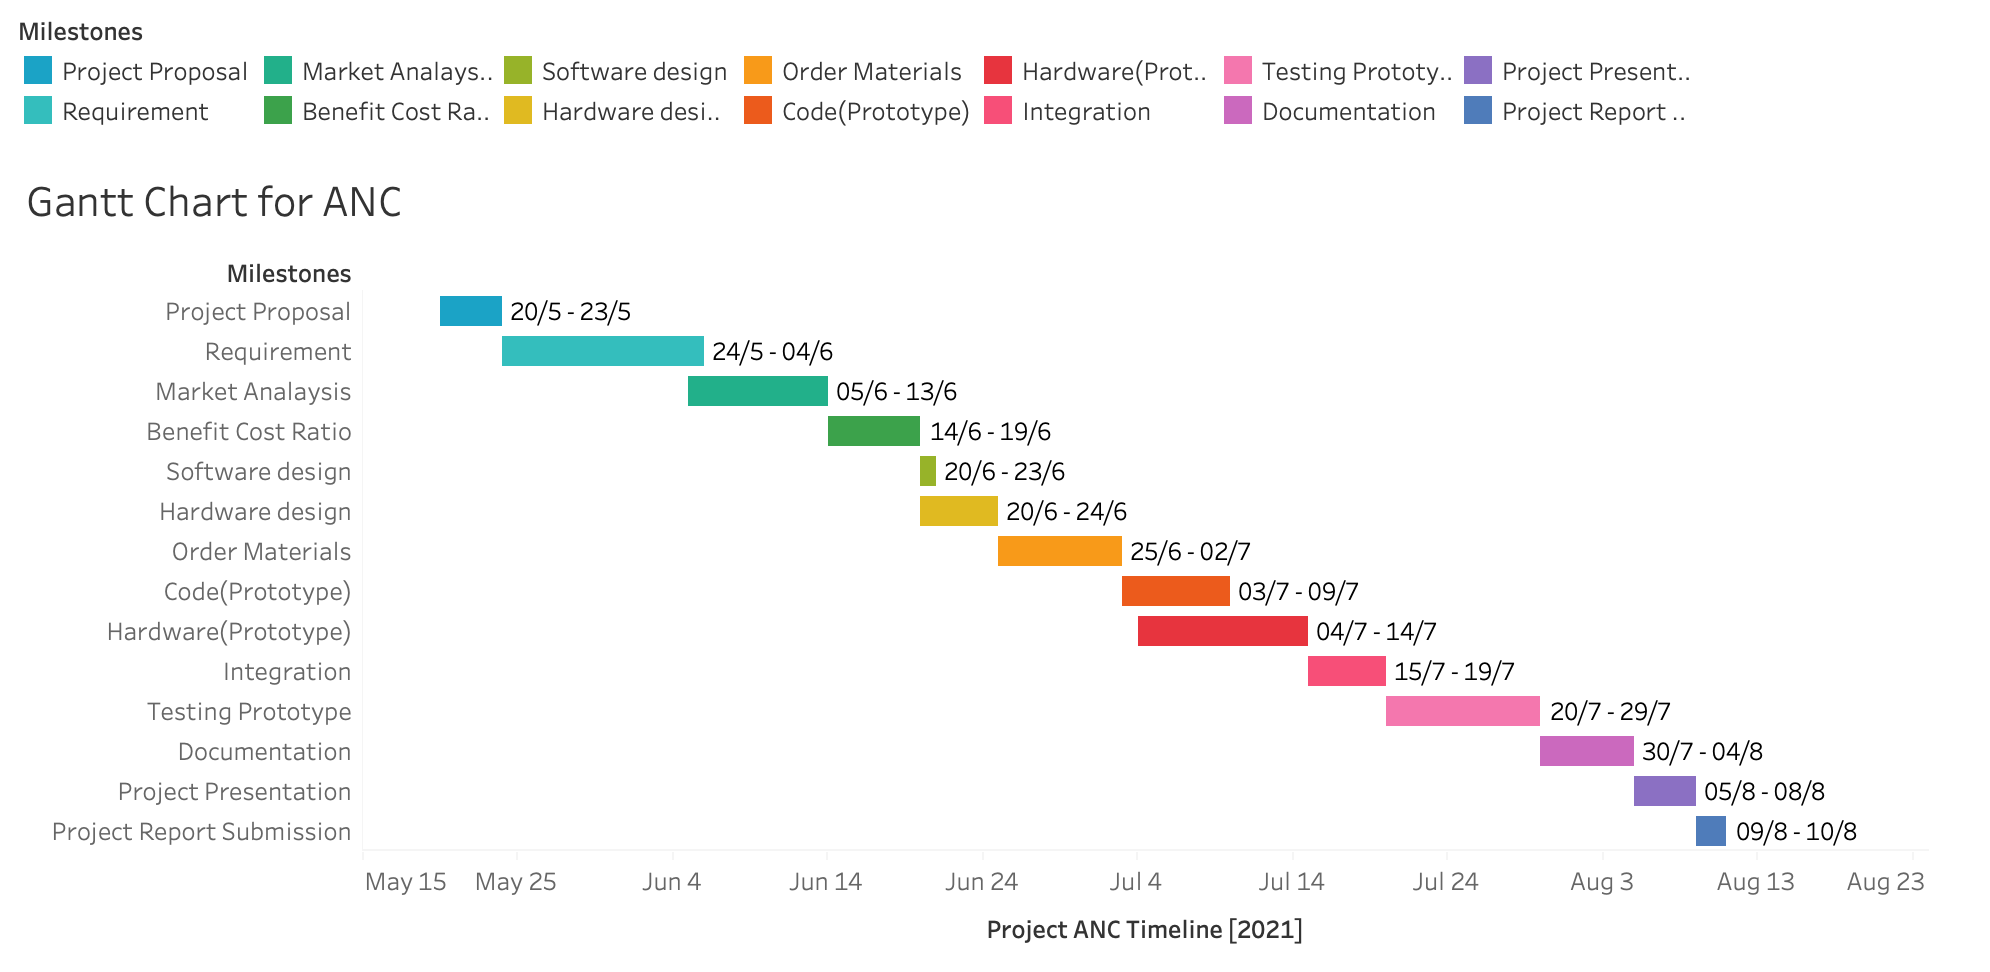 Milestones
Project Proposal Market Analays.. Software design Order Materials Hardware(Prot.. Testing Prototy.. Project Present..
Requirement Benefit Cost Ra.. Hardware desi.. Code(Prototype) Integration Documentation Project Report ..
Gantt Chart for ANC
Milestones
Project Proposal 20/5 - 23/5
Requirement 24/5 - 04/6
Market Analaysis 05/6 - 13/6
Benefit Cost Ratio 14/6 - 19/6
Software design 20/6 - 23/6
Hardware design 20/6 - 24/6
Order Materials 25/6 - 02/7
Code(Prototype) 03/7 - 09/7
Hardware(Prototype) 04/7 - 14/7
Integration 15/7 - 19/7
Testing Prototype 20/7 - 29/7
Documentation 30/7 - 04/8
Project Presentation 05/8 - 08/8
Project Report Submission 09/8 - 10/8
May 15 May 25 Jun 4 Jun 14 Jun 24 Jul 4 Jul 14 Jul 24 Aug 3 Aug 13 Aug 23
Project ANC Timeline [2021]